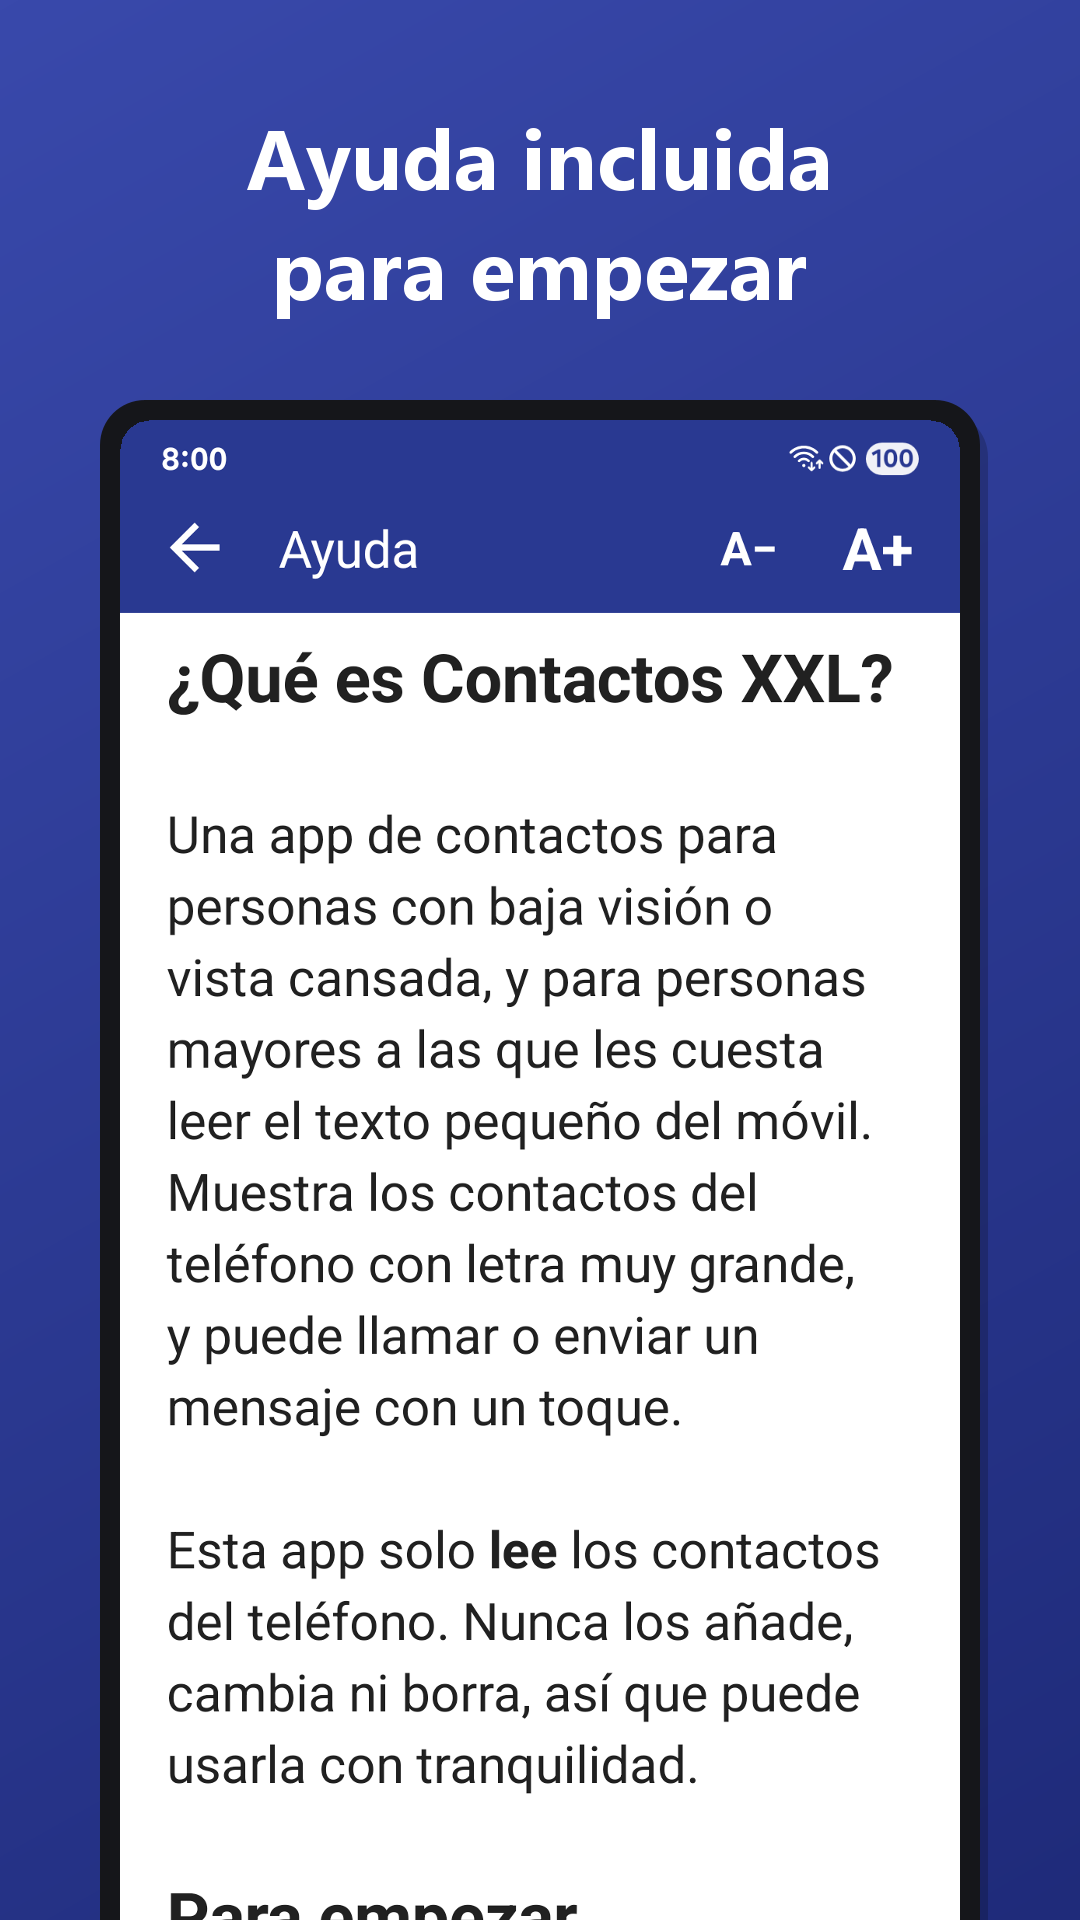 Ayuda incluida
para empezar
8:00
100
Ayuda
A−
A+
¿Qué es Contactos XXL?
Una app de contactos para
personas con baja visión o
vista cansada, y para personas
mayores a las que les cuesta
leer el texto pequeño del móvil.
Muestra los contactos del
teléfono con letra muy grande,
y puede llamar o enviar un
mensaje con un toque.
Esta app solo lee los contactos
del teléfono. Nunca los añade,
cambia ni borra, así que puede
usarla con tranquilidad.
Para empezar